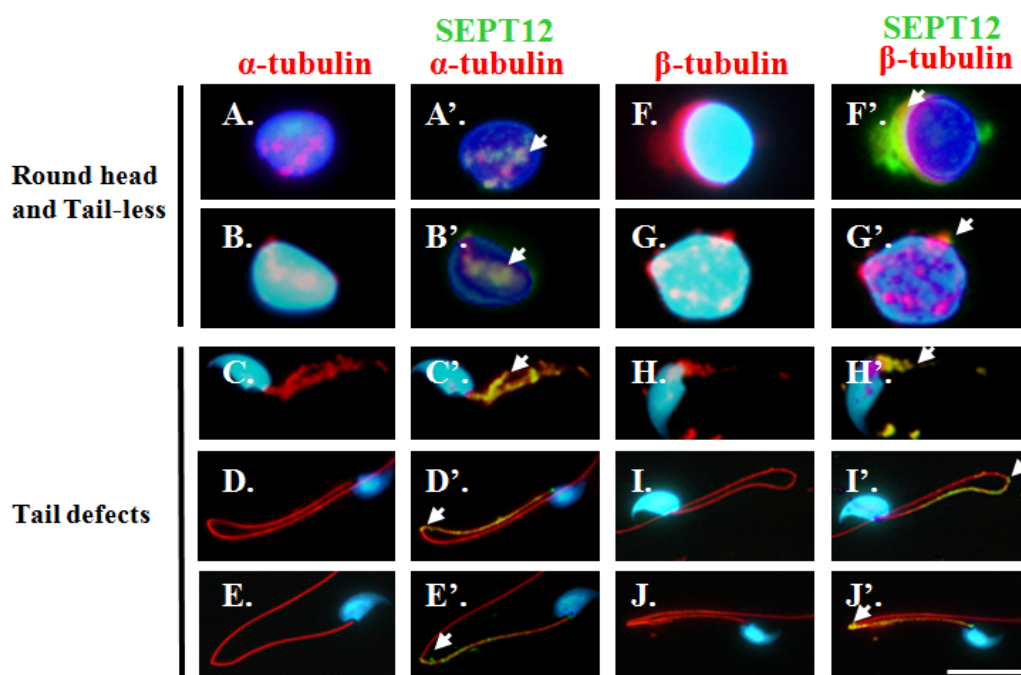 SEPT12
SEPT12
α-tubulin
α-tubulin
β-tubulin
β-tubulin
A.
A’.
F.
F’.
Round head
and Tail-less
B.
B’.
G.
G’.
C.
C’.
H.
H’.
Tail defects
D.
D’.
I.
I’.
E.
E’.
J.
J’.